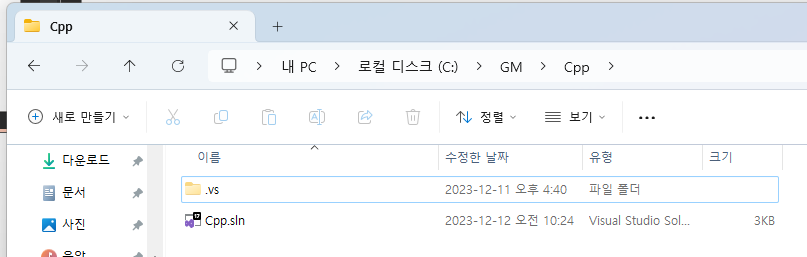 Cpp
내 PC > 로컬 디스크 (C:) > GM > Cpp >
새로 만들기 정렬 보기
이름 수정한 날짜 유형 크기
다운로드
문서
사진
음악
.vs 2023-12-11 오후 4:40 파일 폴더
Cpp.sln 2023-12-12 오전 10:24 Visual Studio Sol... 3KB